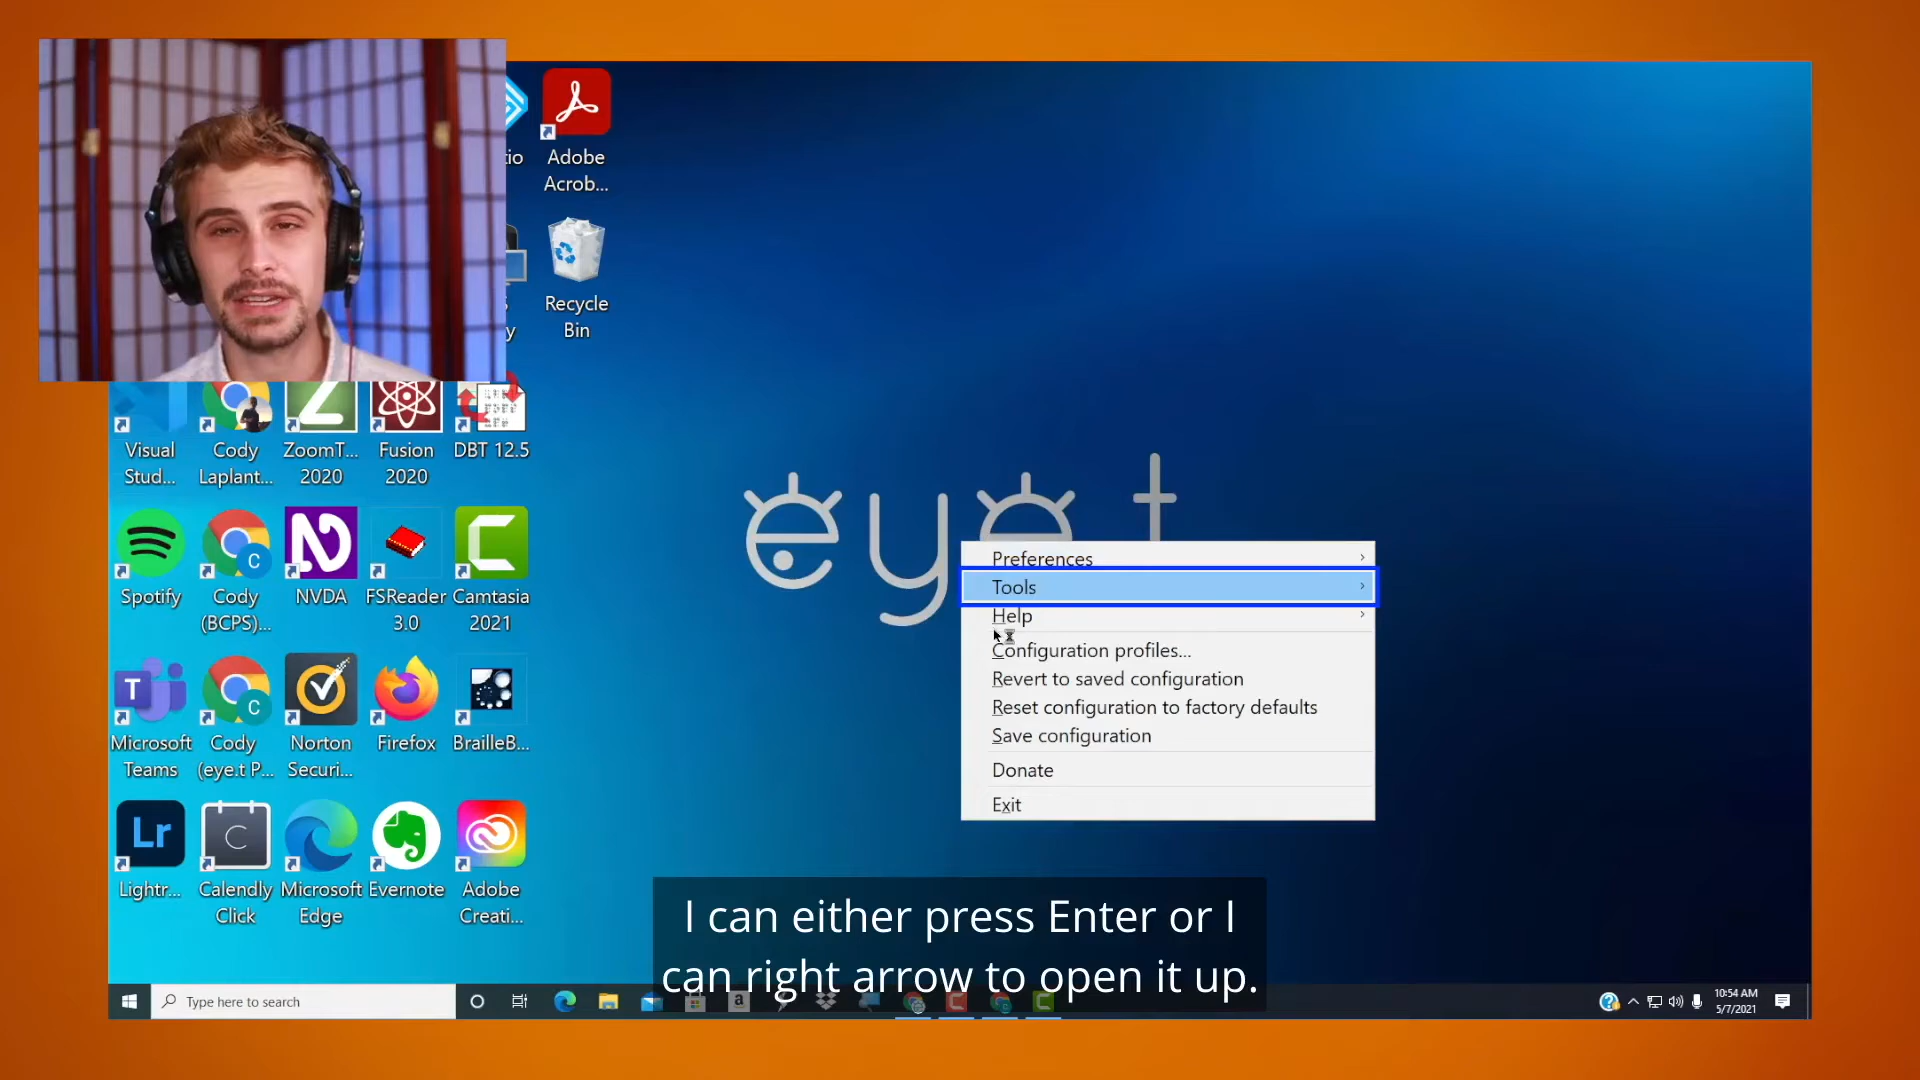 tio
Adobe
Acrob...
Recycle
Bin
y
Visual
Stud...
Cody
Laplant...
ZoomT...
2020
Fusion
2020
DBT 12.5
Spotify
Cody
(BCPS)...
NVDA
FSReader
3.0
Camtasia
2021
Microsoft
Teams
Cody
(eye.t P...
Norton
Securi...
Firefox
BrailleB...
Lr
Lightr...
Calendly
Click
Microsoft
Edge
Evernote
Adobe
Creati...
eyet
Preferences
Tools
Help
Configuration profiles...
Revert to saved configuration
Reset configuration to factory defaults
Save configuration
Donate
Exit
I can either press Enter or I
can right arrow to open it up.
Type here to search
10:54 AM
5/7/2021